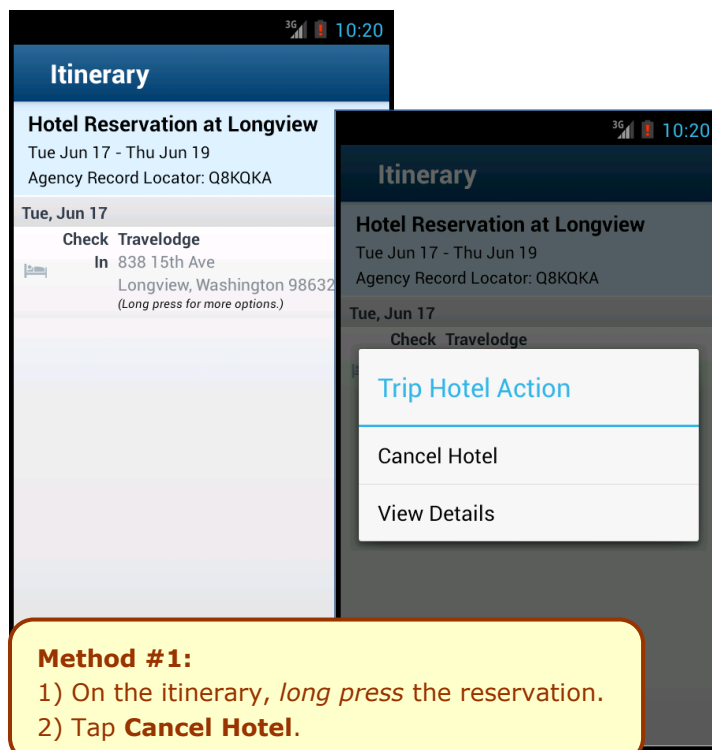 3G 10:20
Itinerary
Hotel Reservation at Longview
Tue Jun 17 - Thu Jun 19
Agency Record Locator: Q8KQKA
Tue, Jun 17
Check Travelodge
In 838 15th Ave
Longview, Washington 98632
(Long press for more options.)
3G 10:20
Itinerary
Hotel Reservation at Longview
Tue Jun 17 - Thu Jun 19
Agency Record Locator: Q8KQKA
Tue, Jun 17
Check Travelodge
Trip Hotel Action
Cancel Hotel
View Details
Method #1:
1) On the itinerary, long press the reservation.
2) Tap Cancel Hotel.